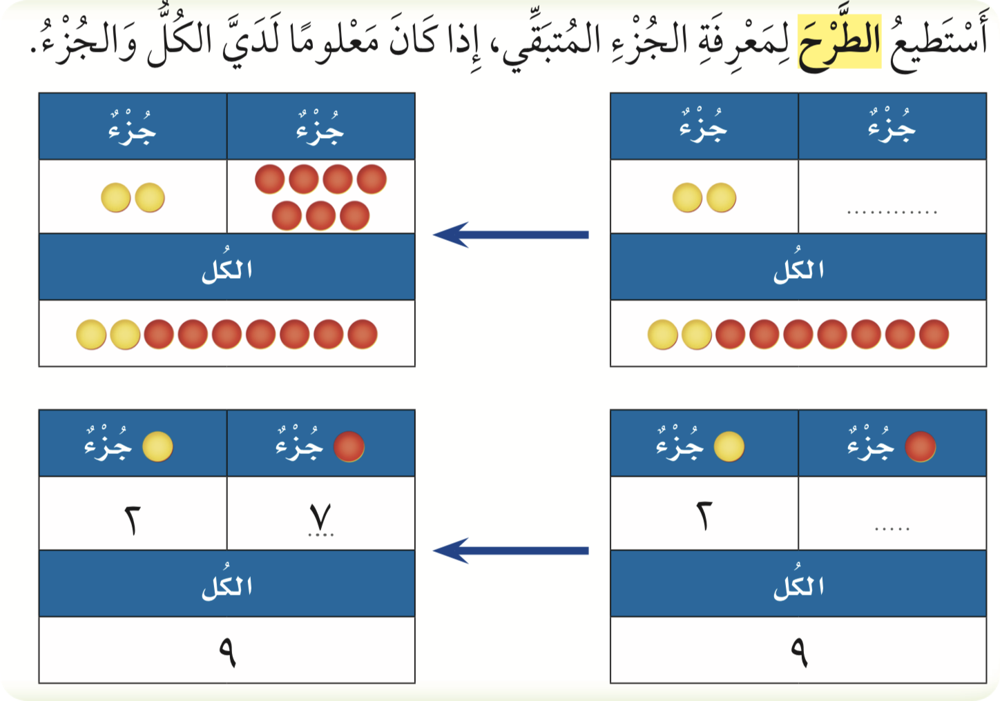 أَسْتَطيعُ الطَّرْحَ لِمَعْرِفَةِ الجُزْءِ المُتبَقِّي، إِذا كَانَ مَعْلومًا لَدَيَّ الكُلُّ وَالجُزْءُ.
جُزْءٌ جُزْءٌ
............
الكُل
جُزْءٌ جُزْءٌ
الكُل
جُزْءٌ جُزْءٌ
..... ٢
الكُل
٩
جُزْءٌ جُزْءٌ
٧ ٢
الكُل
٩